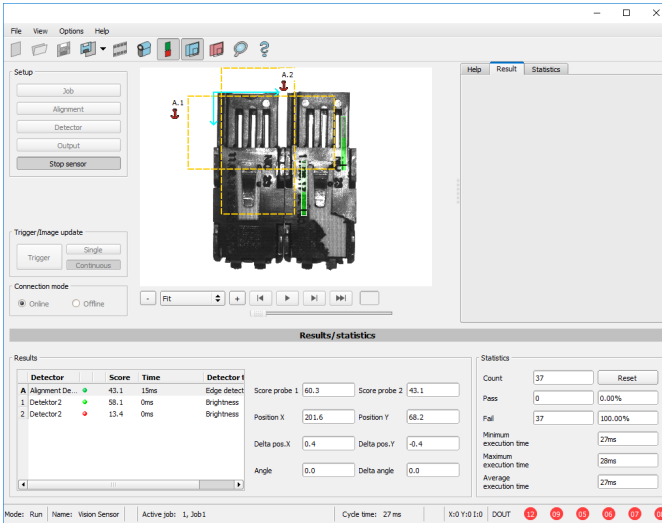 File View Options Help
Setup
Job
Alignment
Detector
Output
Stop sensor
Trigger/Image update
Trigger
Single
Continuous
Connection mode
Online Offline
A.1
A.2
- Fit +
Help Result Statistics
Results/statistics
Results
Detector Score Time Detector t
A Alignment De... 43.1 15ms Edge detect
1 Detektor2 58.1 0ms Brightness
2 Detector2 13.4 0ms Brightness
Score probe 1 60.3 Score probe 2 43.1
Position X 201.6 Position Y 68.2
Delta pos.X 0.4 Delta pos.Y -0.4
Angle 0.0 Delta angle 0.0
Statistics
Count 37 Reset
Pass 0 0.00%
Fail 37 100.00%
Minimum
execution time 27ms
Maximum
execution time 28ms
Average
execution time 27ms
Mode: Run Name: Vision Sensor Active job: 1, Job1 Cycle time: 27 ms X:0 Y:0 I:0 DOUT 12 09 05 06 07